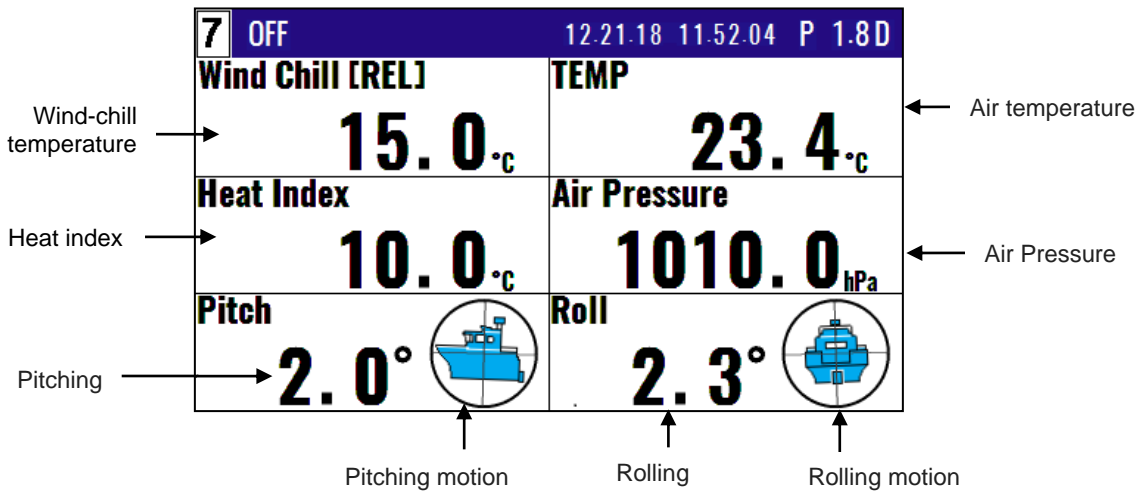 7 OFF 12-21-18 11-52-04 P 1.8D
Wind Chill [REL] TEMP
Wind-chill
temperature
15.0°C 23.4°C
Air temperature
Heat Index Air Pressure
Heat index
10.0°C 1010.0hPa
Air Pressure
Pitch Roll
Pitching
2.0° 2.3°
Pitching motion Rolling Rolling motion